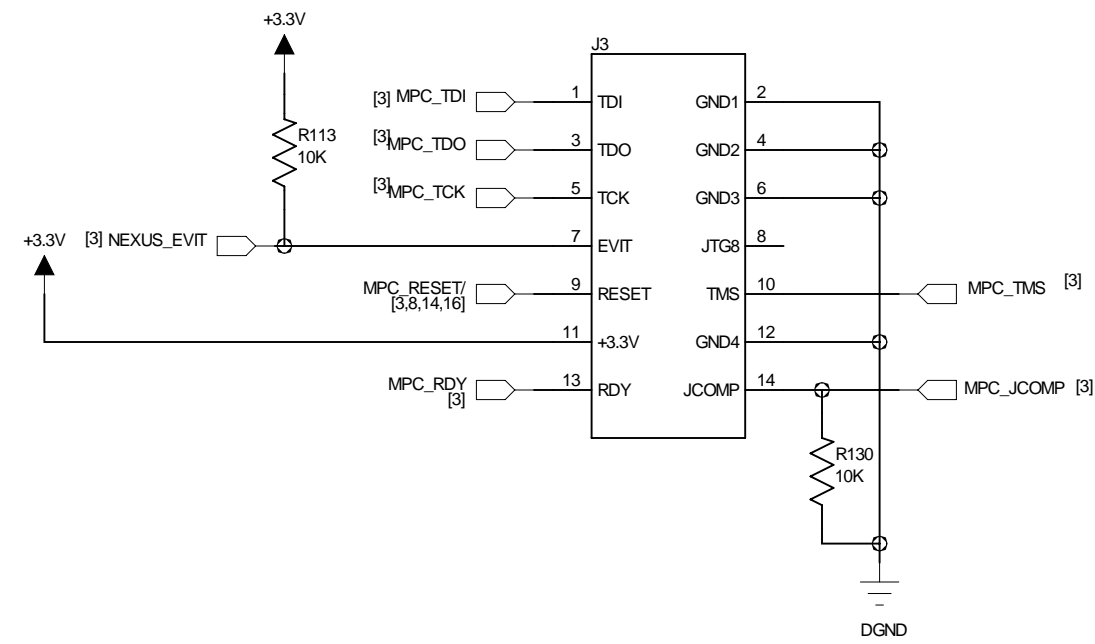 +3.3V
J3
[3] MPC_TDI 1 TDI GND1 2
R113
10K
[3] MPC_TDO 3 TDO GND2 4
[3] MPC_TCK 5 TCK GND3 6
+3.3V [3] NEXUS_EVIT 7 EVIT JTG8 8
MPC_RESET/ 9 RESET TMS 10 MPC_TMS [3]
[3,8,14,16]
11 +3.3V GND4 12
MPC_RDY 13 RDY JCOMP 14 MPC_JCOMP [3]
[3]
R130
10K
DGND